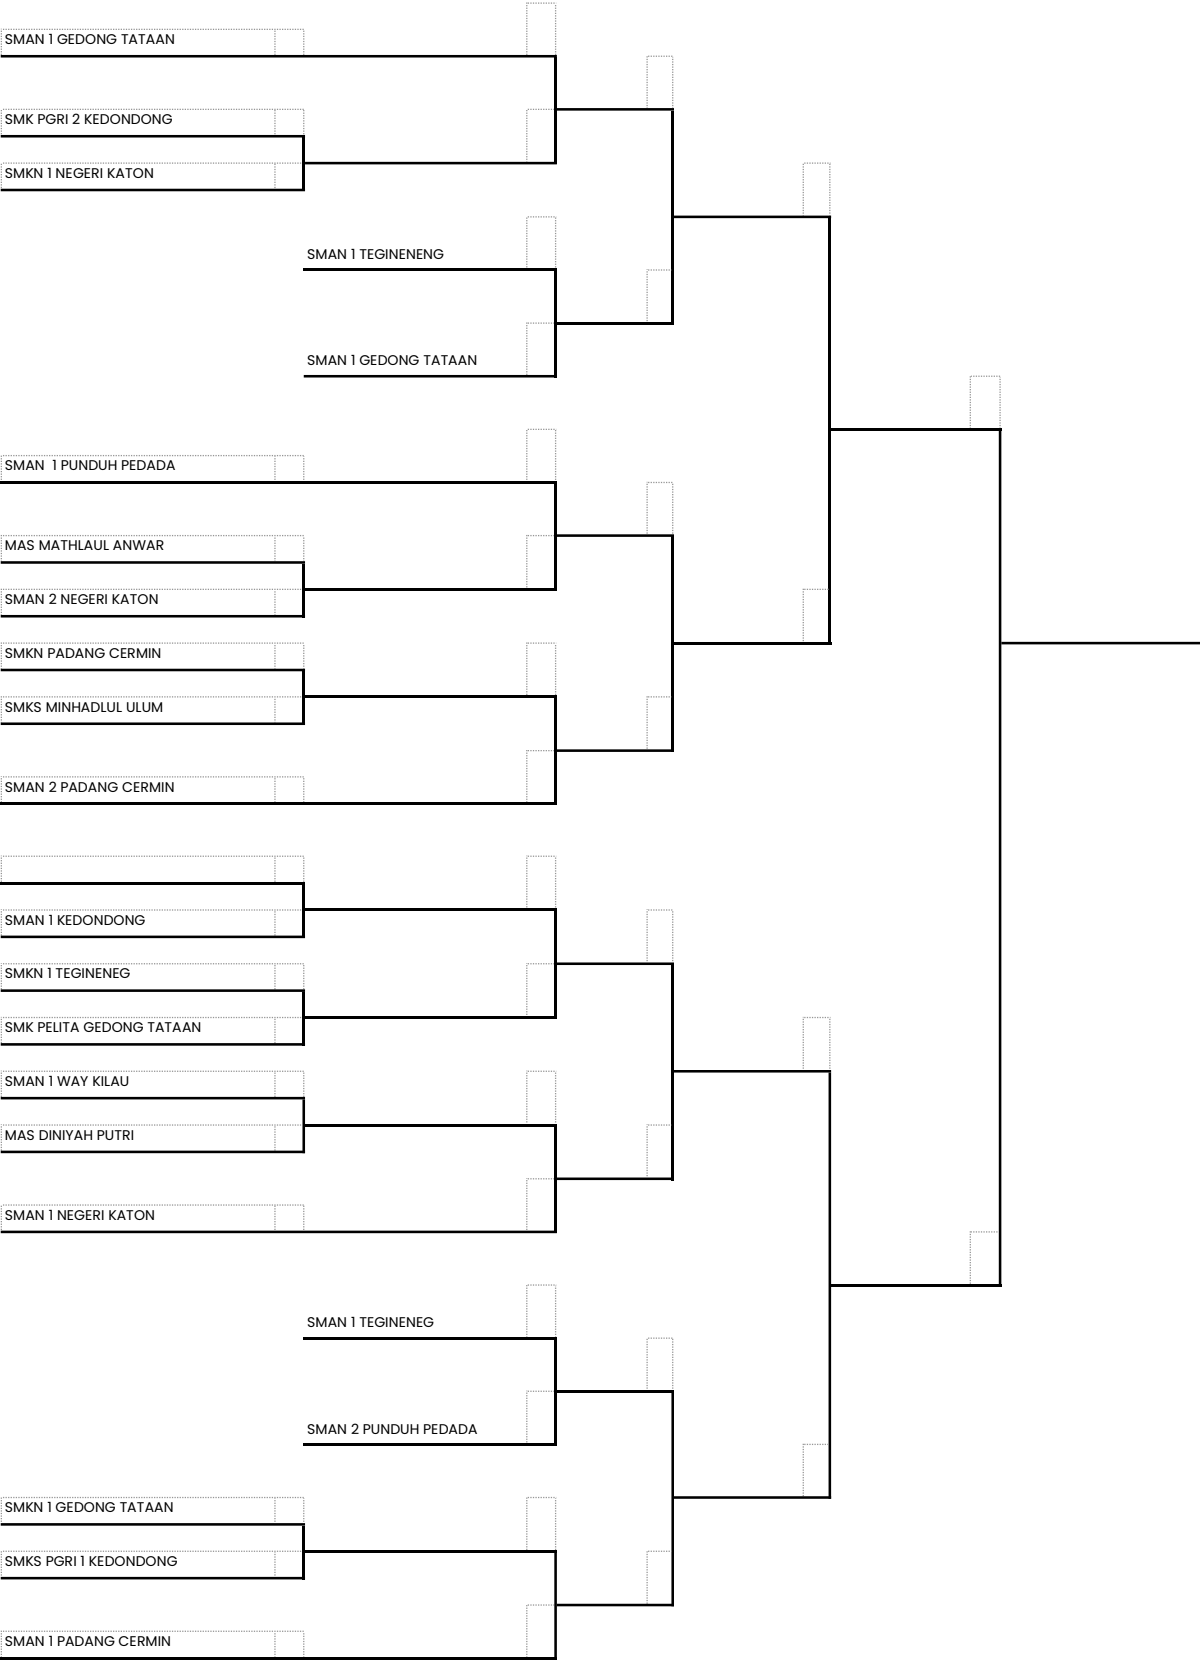 SMAN 1 GEDONG TATAAN
SMK PGRI 2 KEDONDONG
SMKN 1 NEGERI KATON
SMAN 1 TEGINENENG
SMAN 1 GEDONG TATAAN
SMAN  1 PUNDUH PEDADA
MAS MATHLAUL ANWAR
SMAN 2 NEGERI KATON
SMKN PADANG CERMIN
SMKS MINHADLUL ULUM
SMAN 2 PADANG CERMIN
SMAN 1 KEDONDONG
SMKN 1 TEGINENEG
SMK PELITA GEDONG TATAAN
SMAN 1 WAY KILAU
MAS DINIYAH PUTRI
SMAN 1 NEGERI KATON
SMAN 1 TEGINENEG
SMAN 2 PUNDUH PEDADA
SMKN 1 GEDONG TATAAN
SMKS PGRI 1 KEDONDONG
SMAN 1 PADANG CERMIN